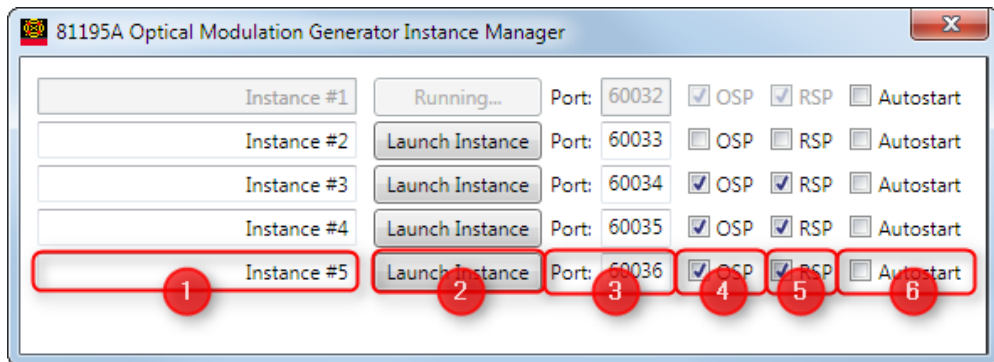 81195A Optical Modulation Generator Instance Manager
Instance #1 Running... Port: 60032 OSP RSP Autostart
Instance #2 Launch Instance Port: 60033 OSP RSP Autostart
Instance #3 Launch Instance Port: 60034 OSP RSP Autostart
Instance #4 Launch Instance Port: 60035 OSP RSP Autostart
Instance #5 Launch Instance Port: 60036 OSP RSP Autostart
1 2 3 4 5 6